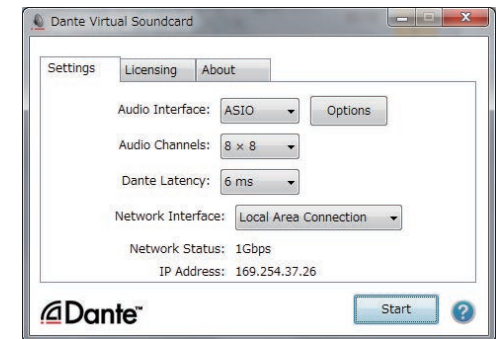 Dante Virtual Soundcard
Settings Licensing About
Audio Interface: ASIO Options
Audio Channels: 8 × 8
Dante Latency: 6 ms
Network Interface: Local Area Connection
Network Status: 1Gbps
IP Address: 169.254.37.26
Dante™ Start ?